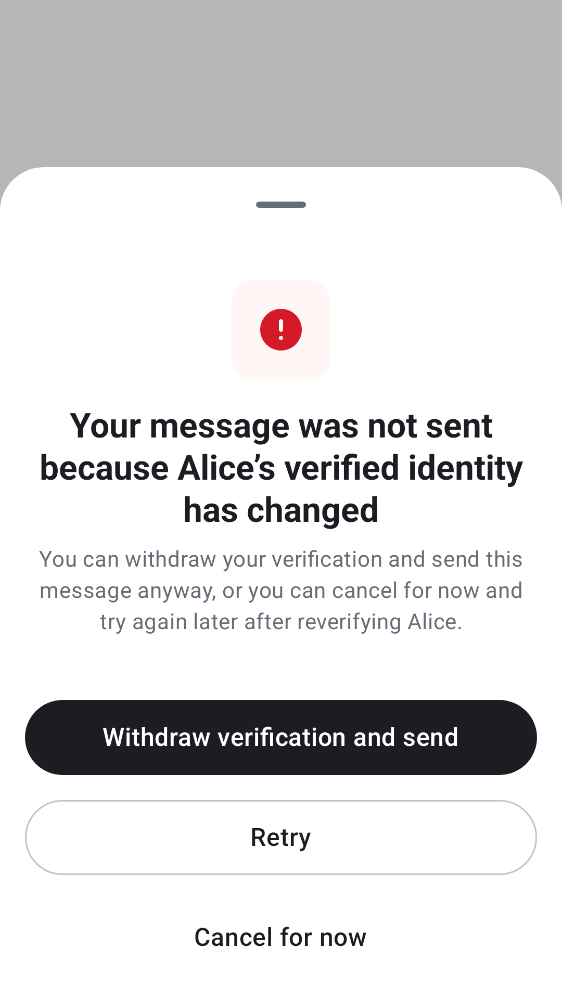 Your message was not sent
because Alice’s verified identity
has changed
You can withdraw your verification and send this
message anyway, or you can cancel for now and
try again later after reverifying Alice.
Withdraw verification and send
Retry
Cancel for now